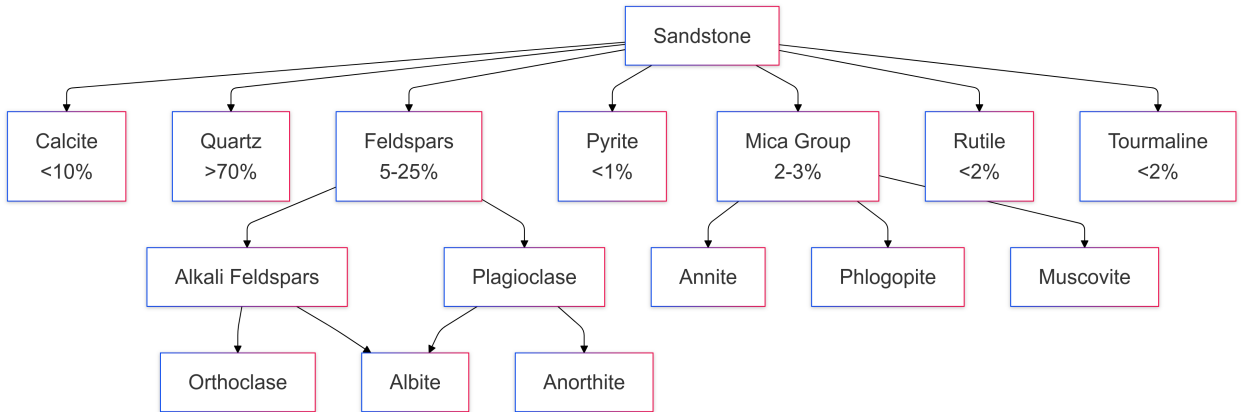 Sandstone
Calcite
<10%
Quartz
>70%
Feldspars
5-25%
Pyrite
<1%
Mica Group
2-3%
Rutile
<2%
Tourmaline
<2%
Alkali Feldspars
Plagioclase
Annite
Phlogopite
Muscovite
Orthoclase
Albite
Anorthite